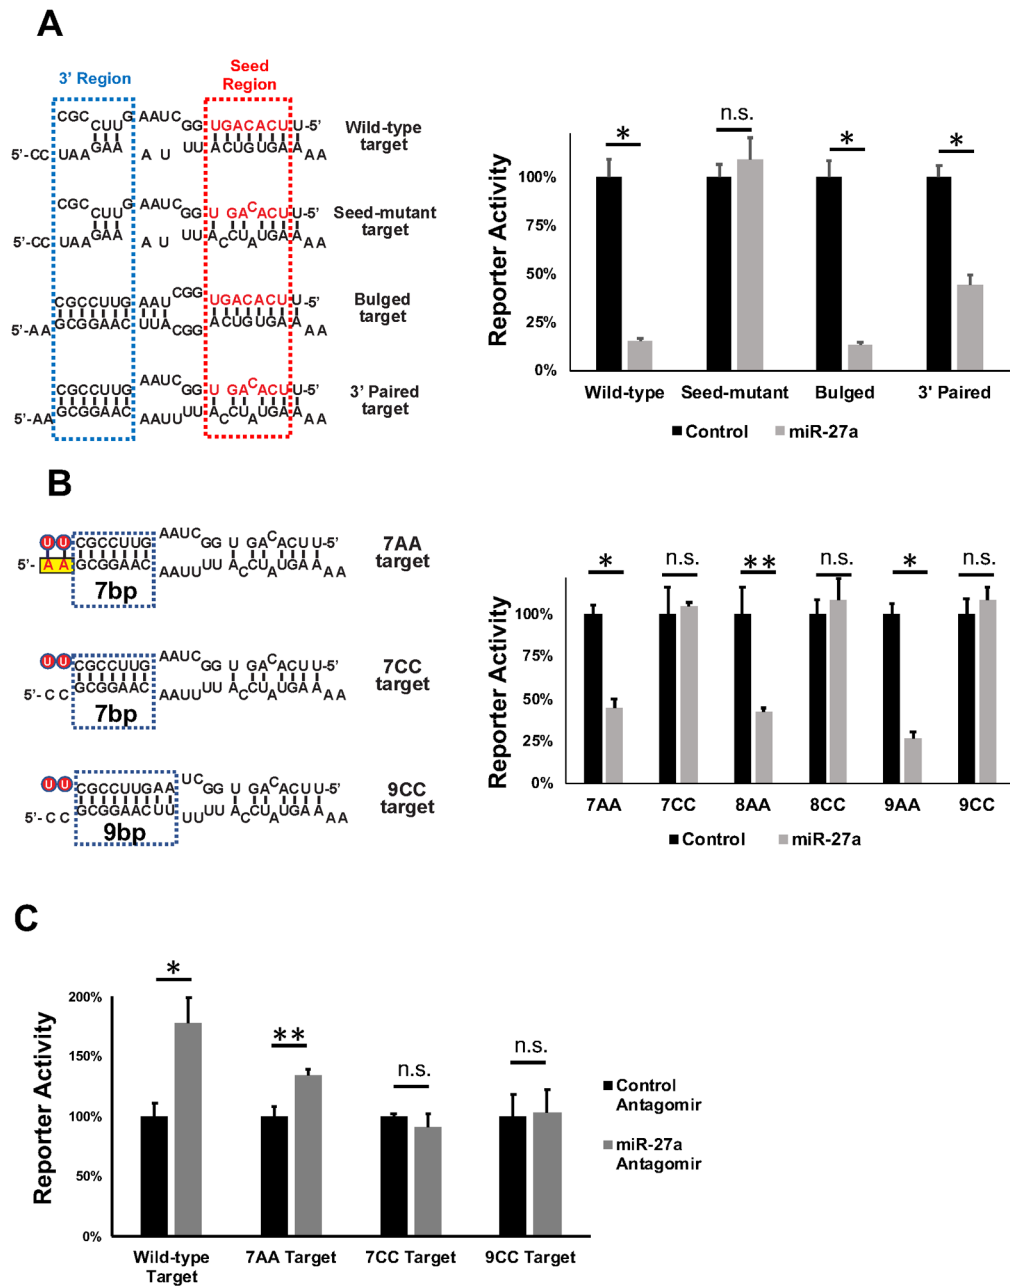 A
3’ Region
Seed
Region
CGC CUU G AAUC GG UGACACU U-5’
5’-CC UAA GAA A U UU ACUGUGA A AA
Wild-type
target
CGC CUU G AAUC GG U GA C ACU U-5’
5’-CC UAA GAA A U UU A C CU A UGA A AA
Seed-mutant
target
CGCCUUG AAU CGG UGACACU U-5’
5’-AA GCGGAAC UUA CGG ACUGUGA A AA
Bulged
target
CGCCUUG AAUC GG U GA C ACU U-5’
5’-AA GCGGAAC AAUU UU A C CU A UGA A AA
3’ Paired
target
Reporter Activity
100%
75%
50%
25%
0%
* n.s. * *
Wild-type Seed-mutant Bulged 3' Paired
Control miR-27a
B
U U CGCCUUG AAUC GG U GA C ACUU-5’
5’- A A GCGGAAC AAUU UU A C CU A UGA A AA
7bp
7AA
target
U U CGCCUUG AAUC GG U GA C ACUU-5’
5’- C C GCGGAAC AAUU UU A C CU A UGA A AA
7bp
7CC
target
U U CGCCUUGAA UC GG U GA C ACUU-5’
5’- C C GCGGAACUU UU UU A C CU A UGA A AA
9bp
9CC
target
Reporter Activity
100%
75%
50%
25%
0%
* n.s. ** n.s. * n.s.
7AA 7CC 8AA 8CC 9AA 9CC
Control miR-27a
C
Reporter Activity
200%
150%
100%
50%
0%
* ** n.s. n.s.
Wild-type
Target
7AA Target 7CC Target 9CC Target
Control
Antagomir
miR-27a
Antagomir